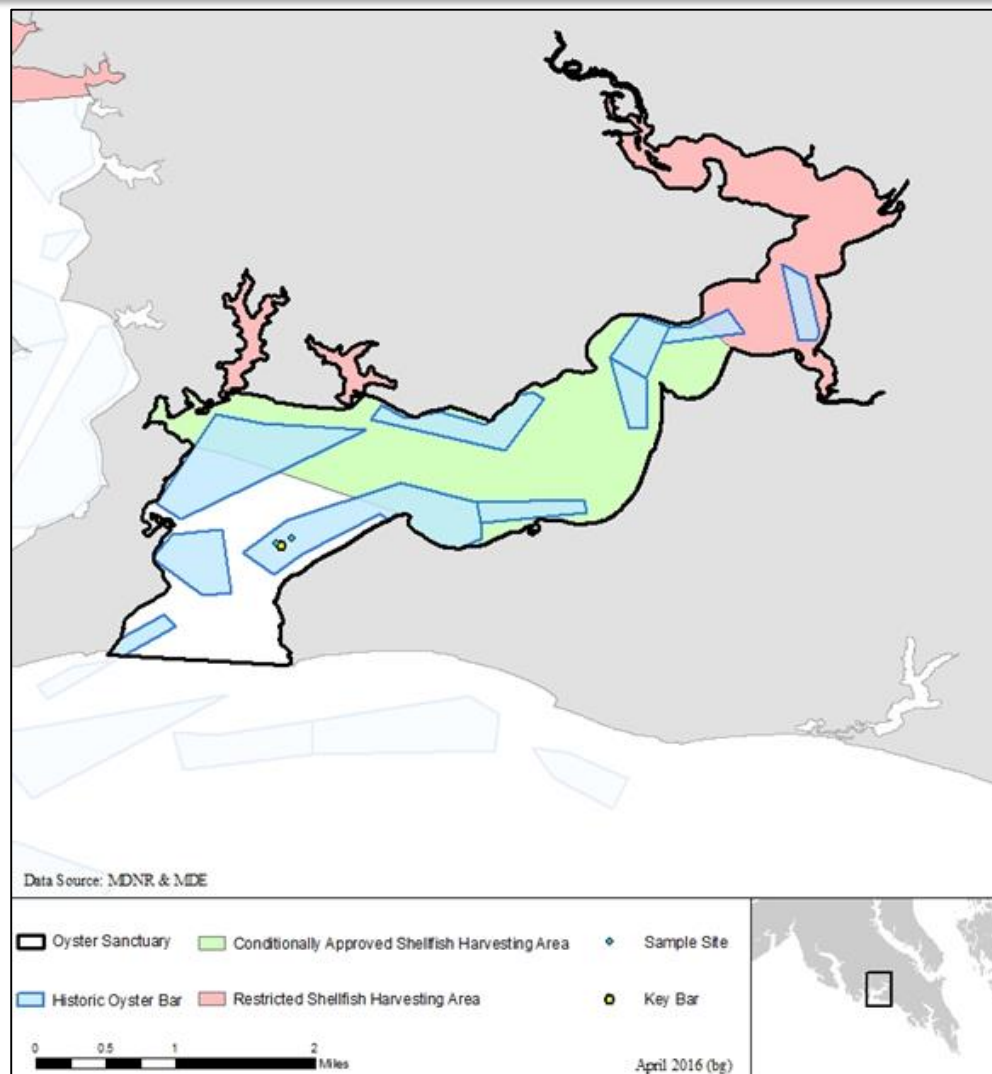 Data Source: MDNR & MDE
Oyster Sanctuary
Conditionally Approved Shellfish Harvesting Area
Sample Site
Historic Oyster Bar
Restricted Shellfish Harvesting Area
Key Bar
0 0.5 1 2
Miles
April 2016 (bg)